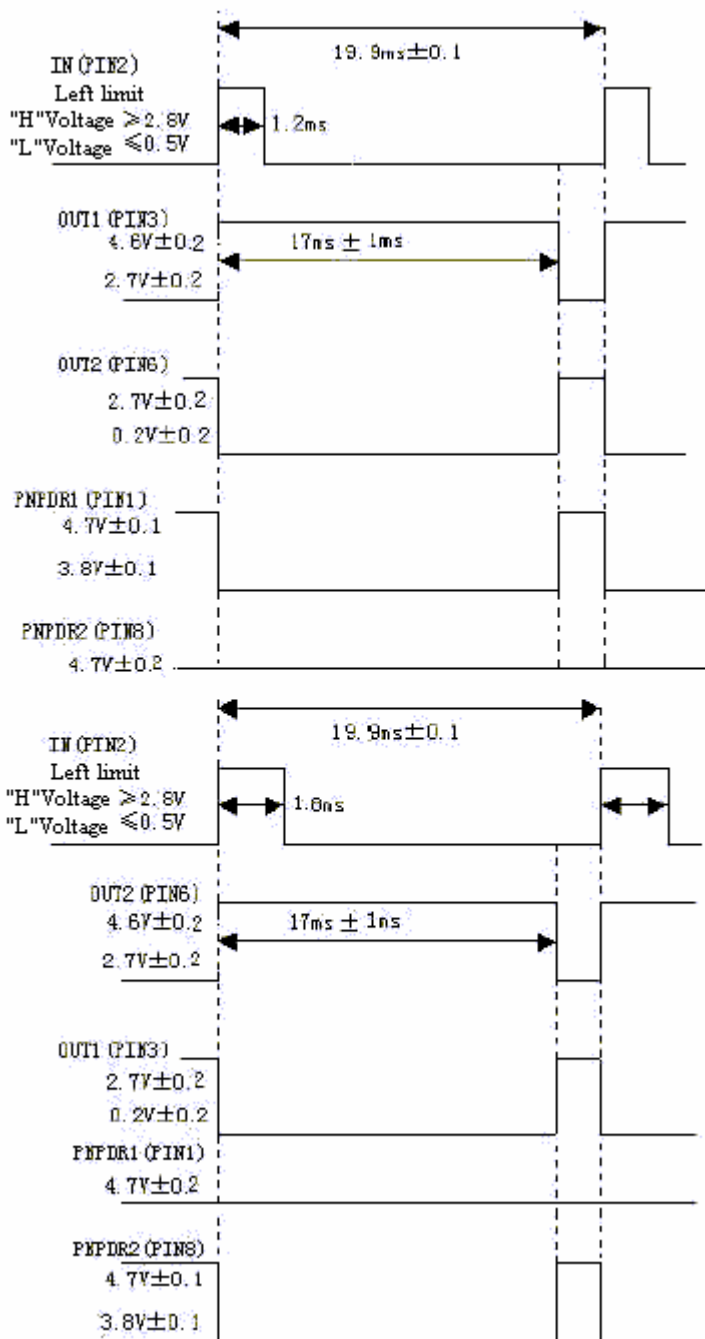 19.9ms±0.1
IN(PIN2)
Left limit
"H"Voltage ≥2.8V
"L"Voltage ≤0.5V
1.2ms
OUT1(PIN3)
4.6V±0.2
17ms ± 1ms
2.7V±0.2
OUT2(PIN6)
2.7V±0.2
0.2V±0.2
PNPDR1(PIN1)
4.7V±0.1
3.8V±0.1
PNPDR2(PIN8)
4.7V±0.2
19.9ms±0.1
IN(PIN2)
Left limit
"H"Voltage ≥2.8V
"L"Voltage ≤0.5V
1.8ms
OUT2(PIN6)
4.6V±0.2
17ms ± 1ms
2.7V±0.2
OUT1(PIN3)
2.7V±0.2
0.2V±0.2
PNPDR1(PIN1)
4.7V±0.2
PNPDR2(PIN8)
4.7V±0.1
3.8V±0.1